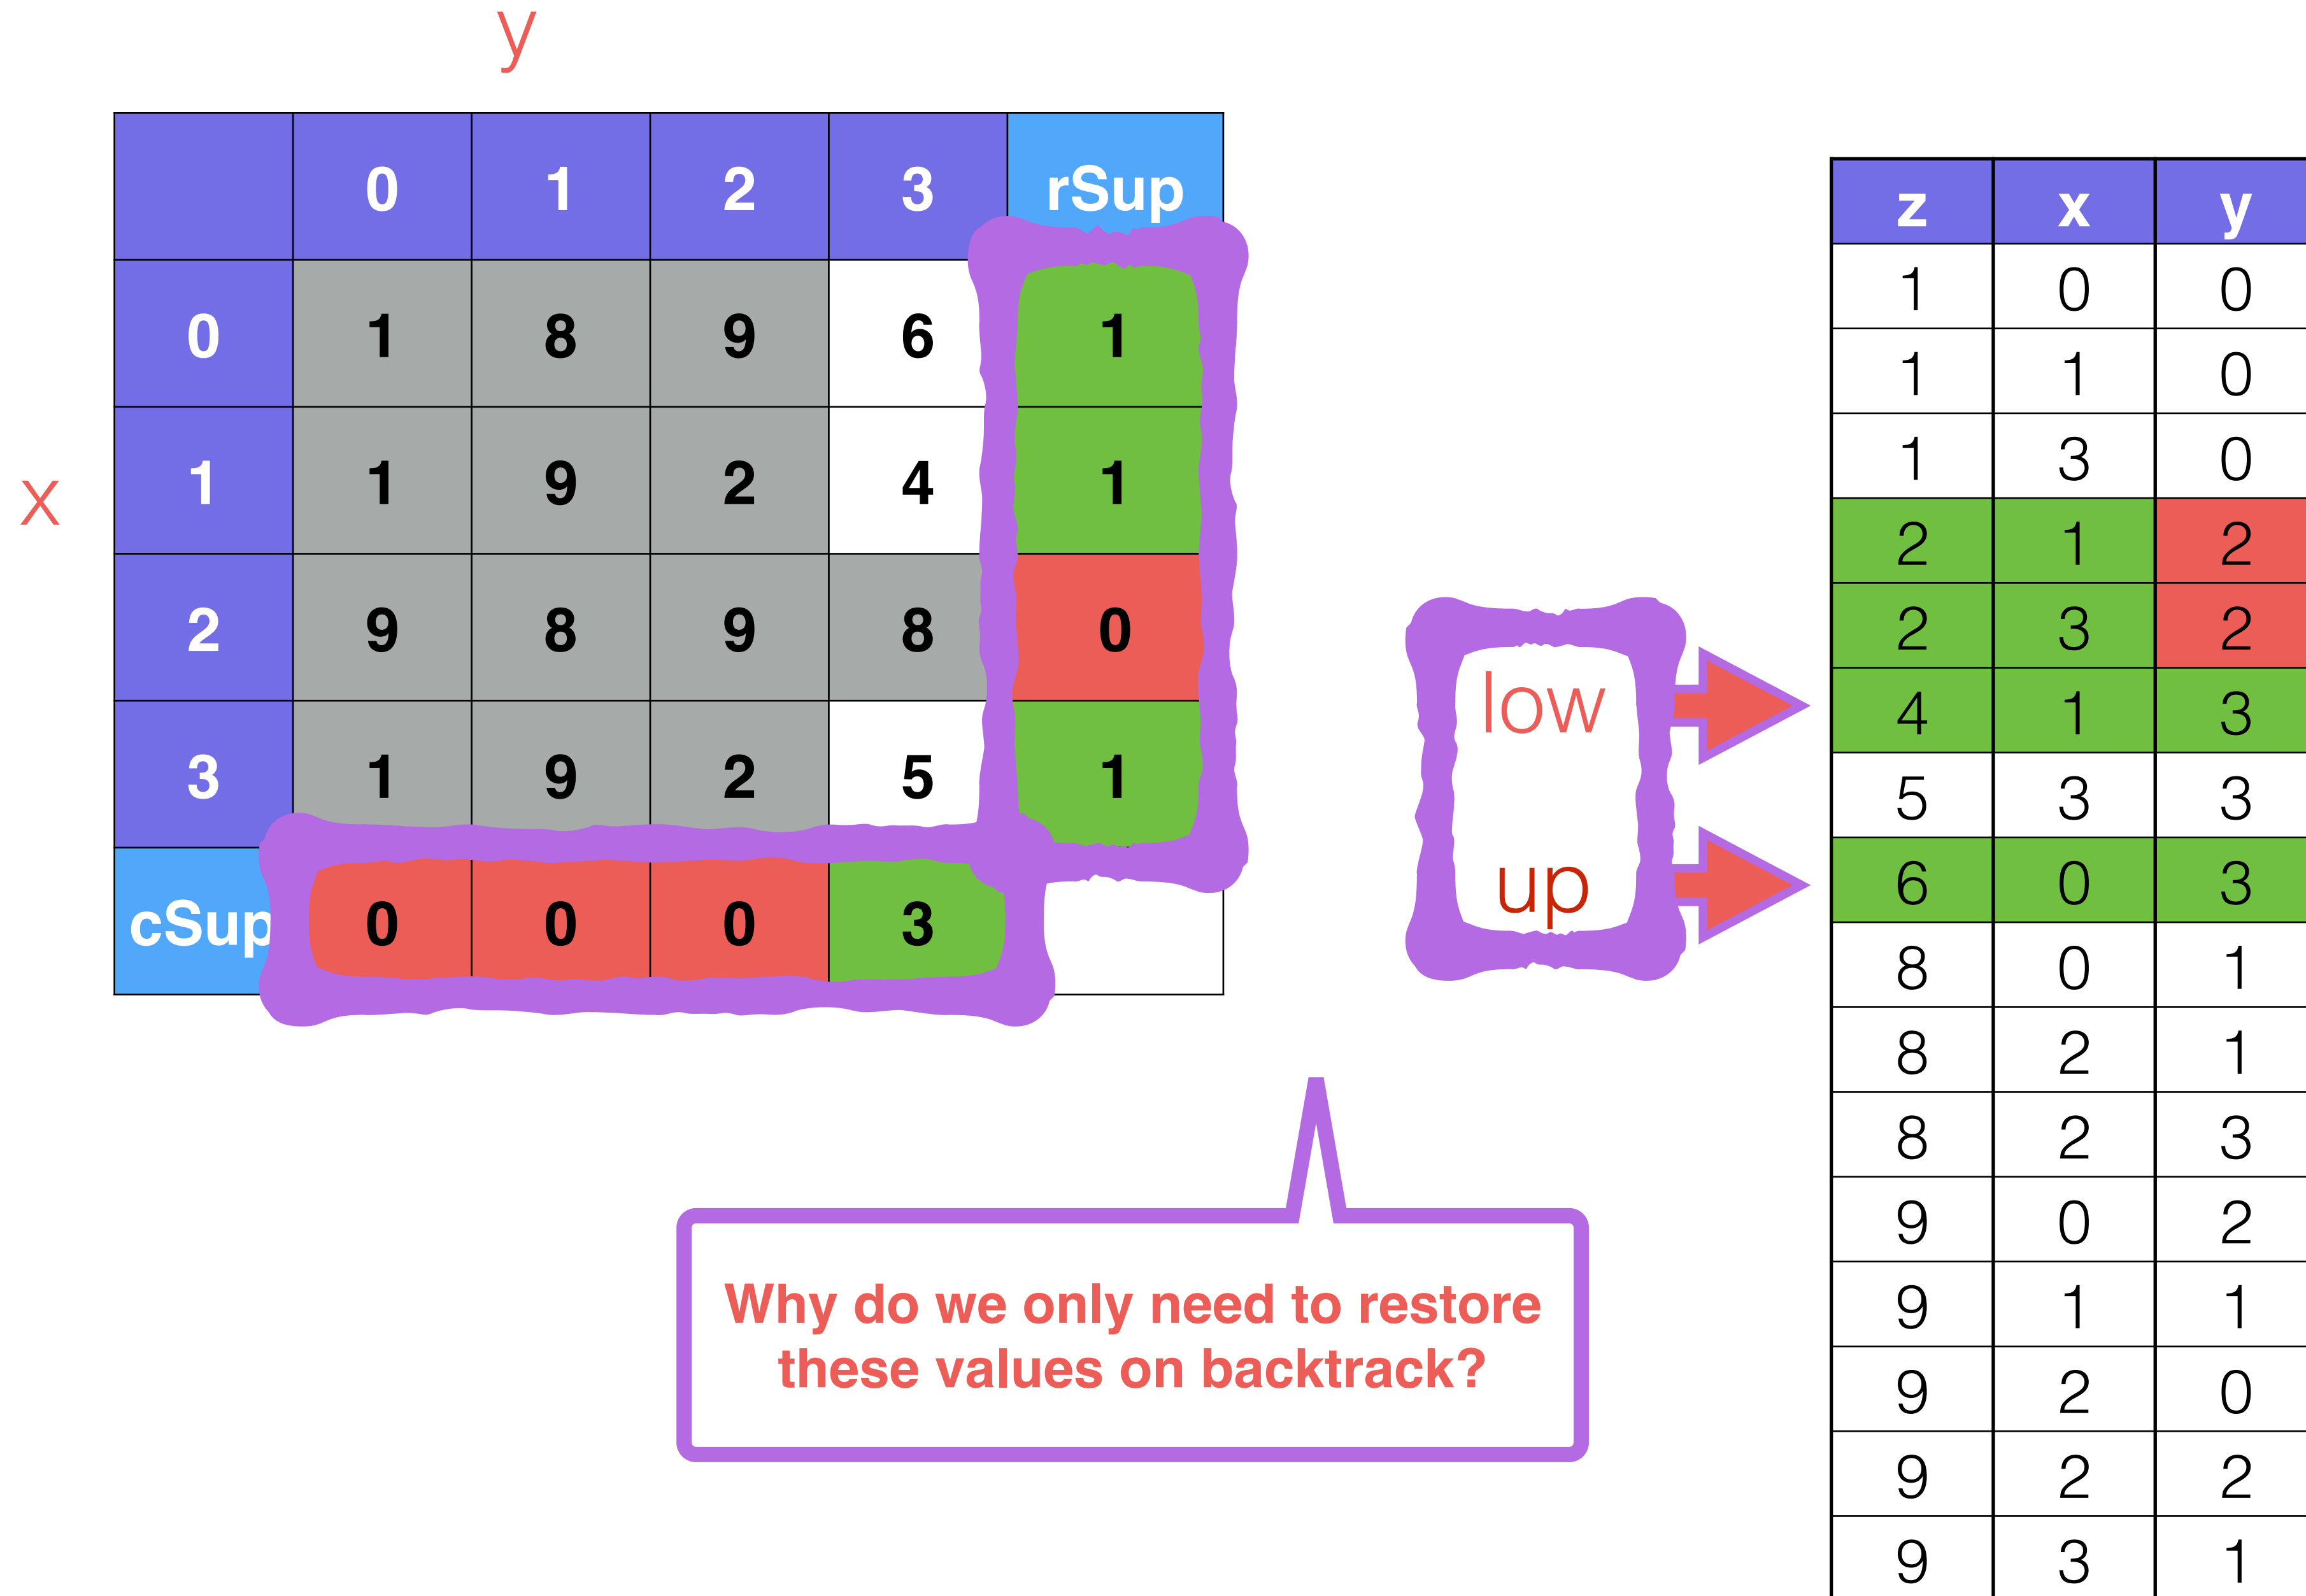 y
0 1 2 3 rSup
0 1 8 9 6 1
x
1 1 9 2 4 1
2 9 8 9 8 0
3 1 9 2 5 1
cSup 0 0 0 3
low
up
Why do we only need to restore
these values on backtrack?
z x y
1 0 0
1 1 0
1 3 0
2 1 2
2 3 2
4 1 3
5 3 3
6 0 3
8 0 1
8 2 1
8 2 3
9 0 2
9 1 1
9 2 0
9 2 2
9 3 1